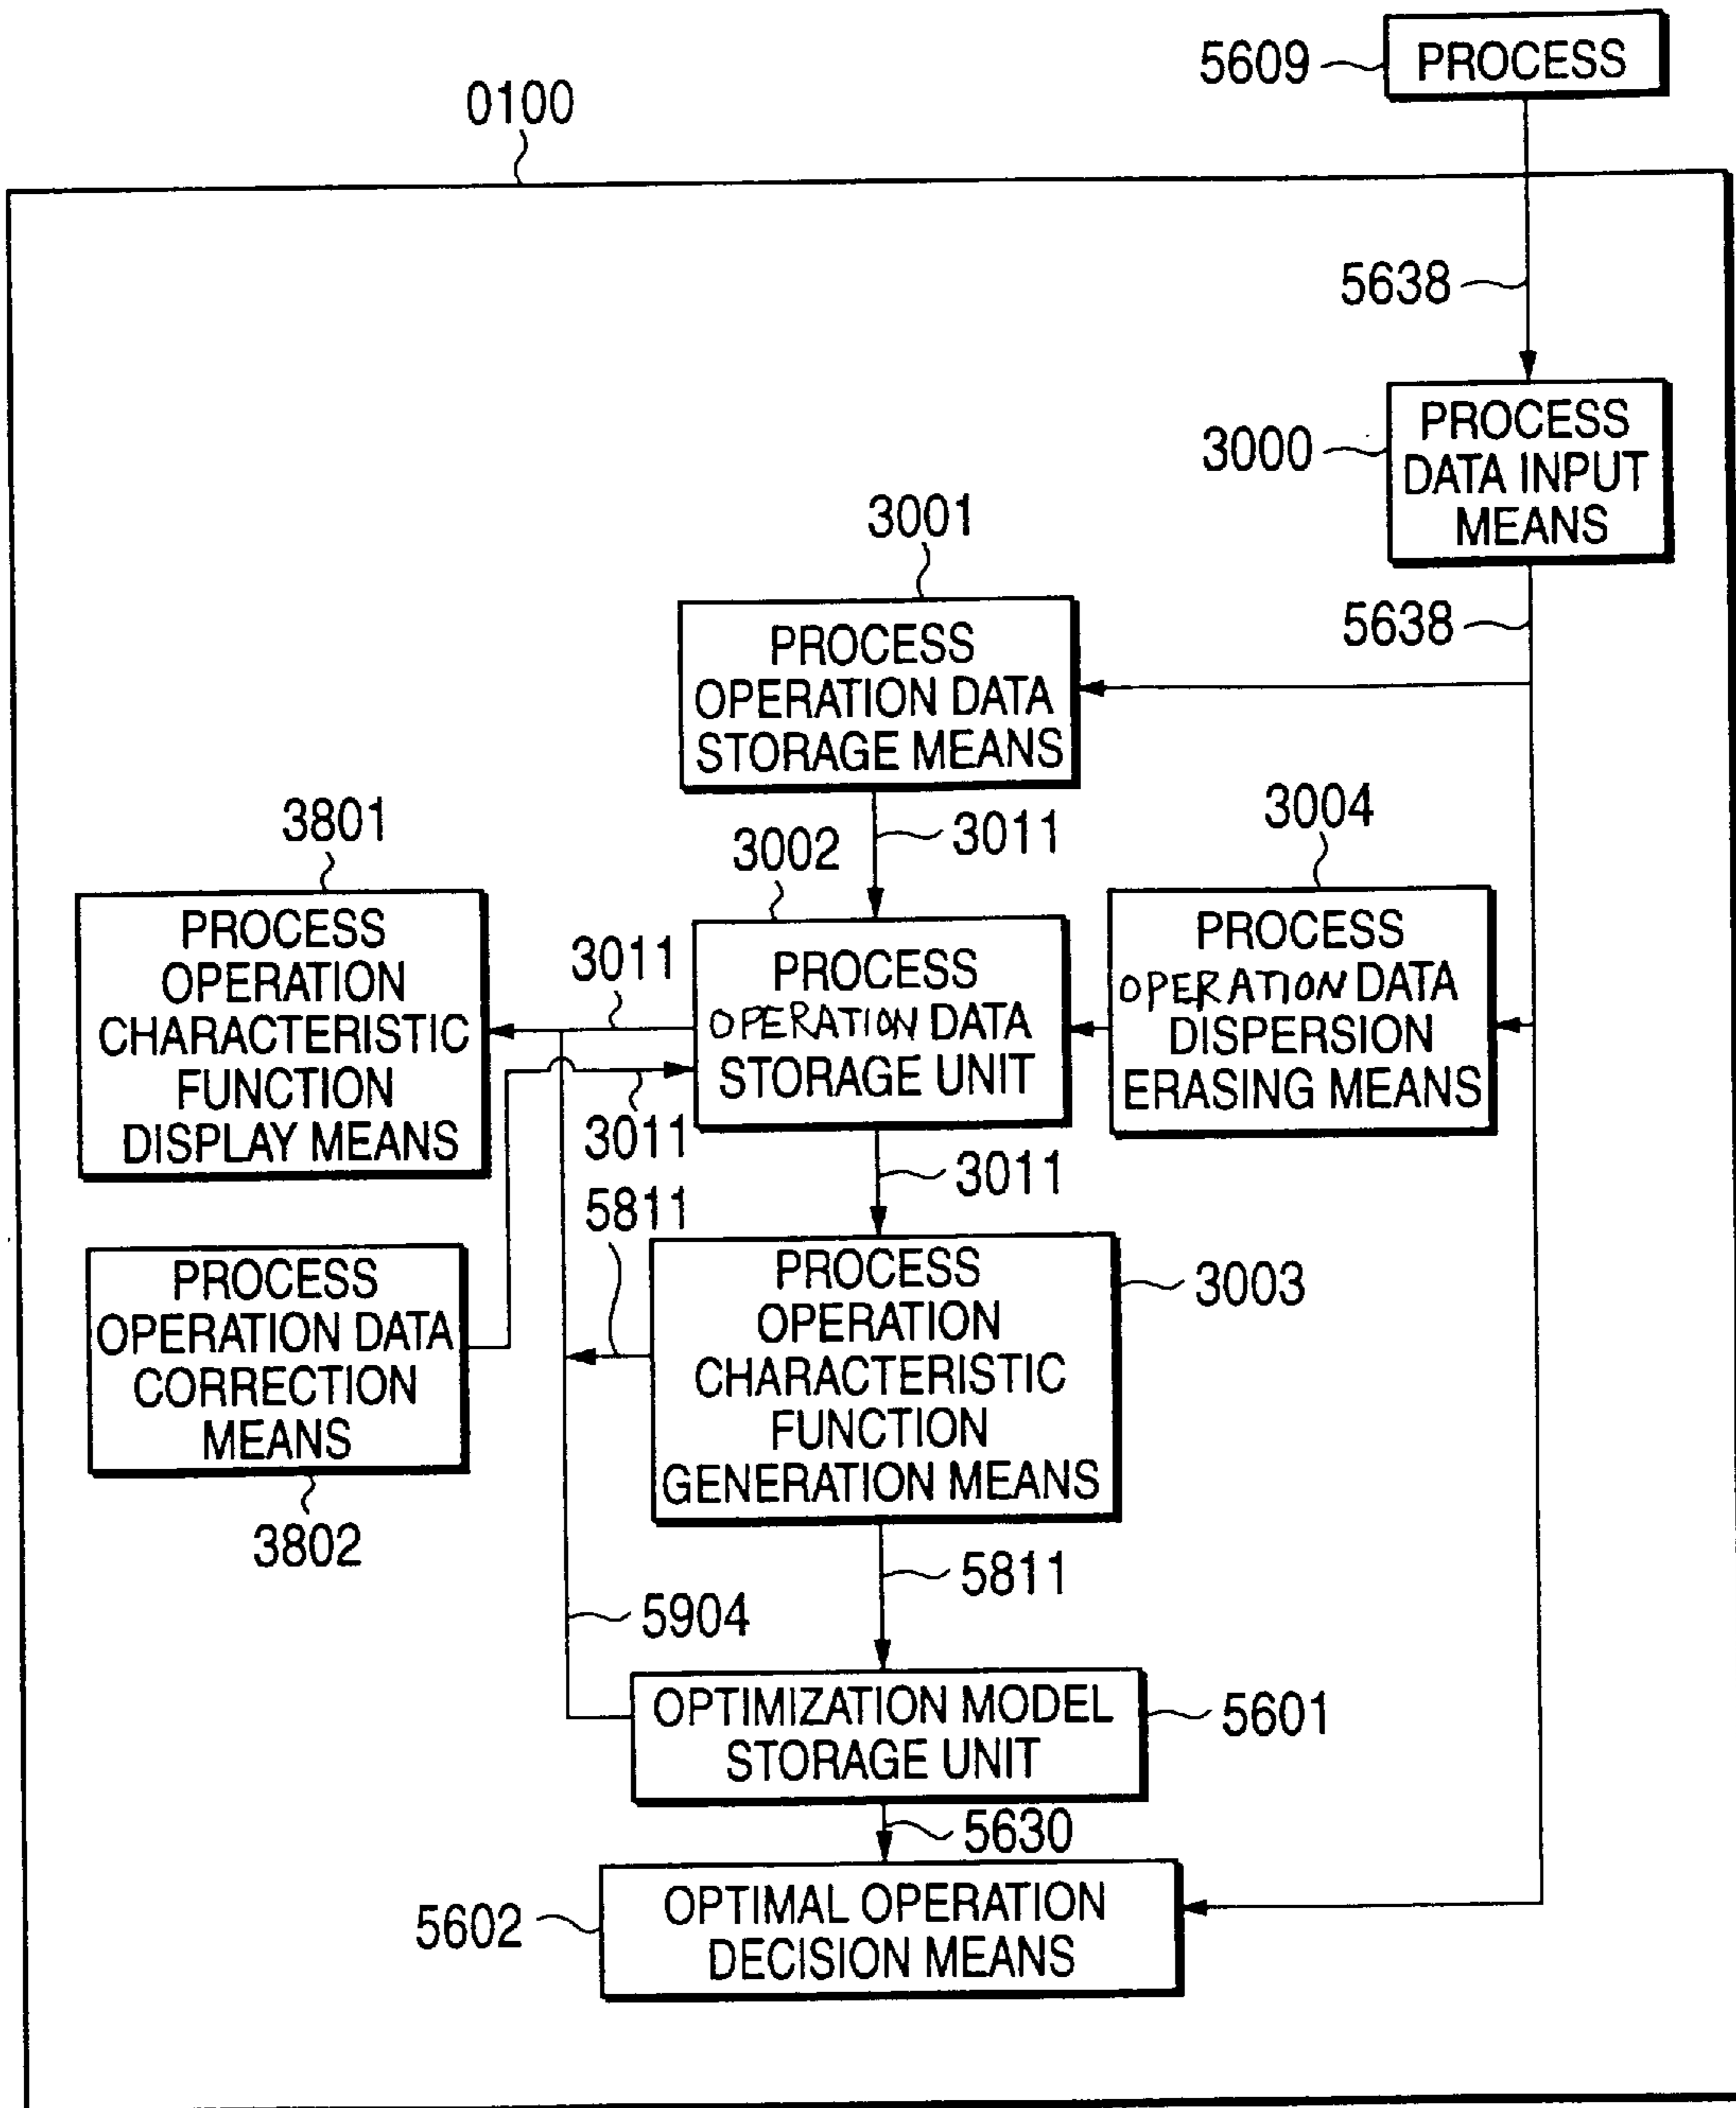 5609
PROCESS
0100
5638
3000
PROCESS
DATA INPUT
MEANS
3001
5638
PROCESS
OPERATION DATA
STORAGE MEANS
3011
3801
3002
3004
PROCESS
OPERATION
CHARACTERISTIC
FUNCTION
DISPLAY MEANS
3011
3011
PROCESS
OPERATION DATA
STORAGE UNIT
PROCESS
OPERATION DATA
DISPERSION
ERASING MEANS
3011
5811
PROCESS
OPERATION DATA
CORRECTION
MEANS
3802
PROCESS
OPERATION
CHARACTERISTIC
FUNCTION
GENERATION MEANS
3003
5811
5904
OPTIMIZATION MODEL
STORAGE UNIT
5601
5630
5602
OPTIMAL OPERATION
DECISION MEANS